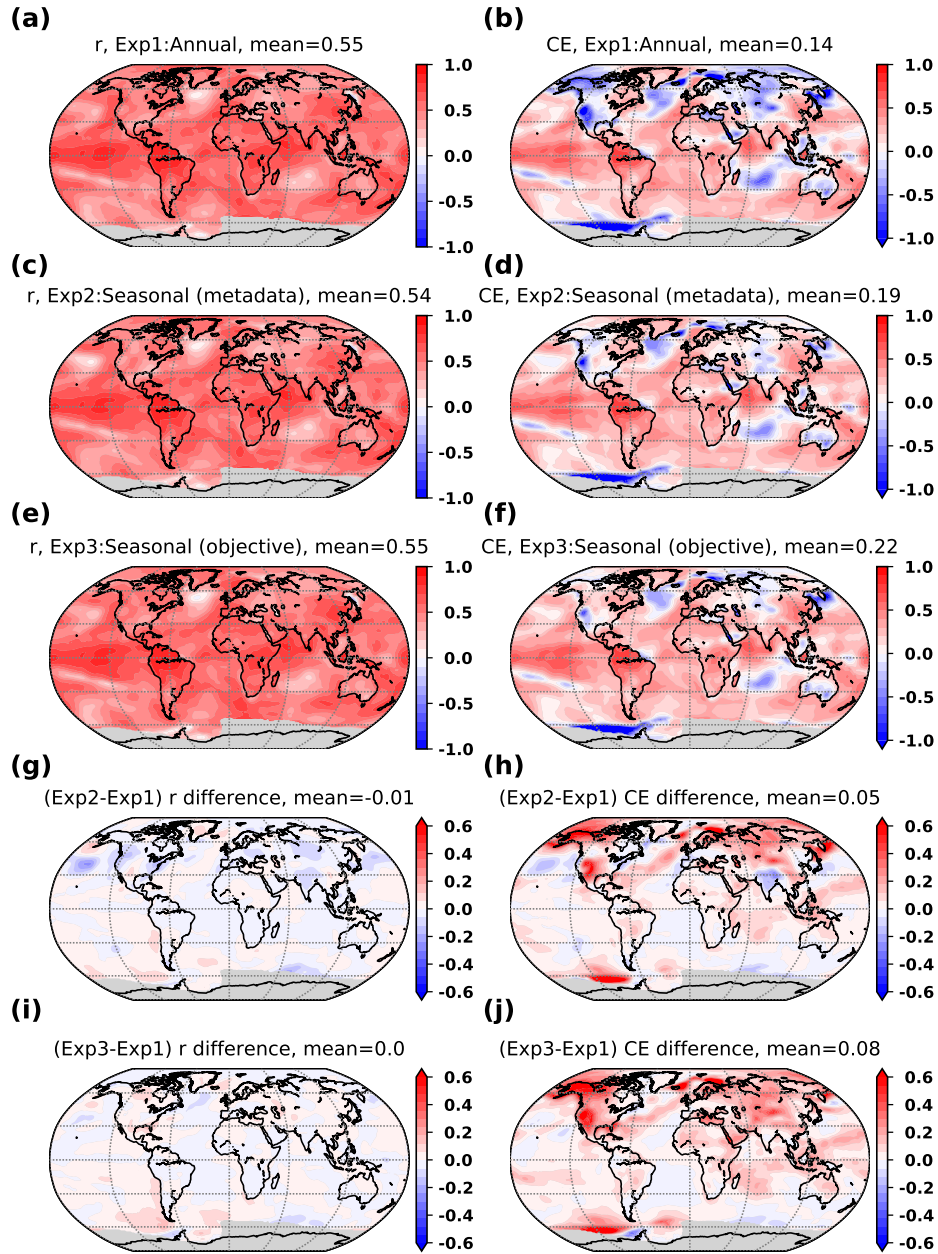 (a)
r, Exp1:Annual, mean=0.55
1.0
0.5
0.0
-0.5
-1.0
(b)
CE, Exp1:Annual, mean=0.14
1.0
0.5
0.0
-0.5
-1.0
(c)
r, Exp2:Seasonal (metadata), mean=0.54
1.0
0.5
0.0
-0.5
-1.0
(d)
CE, Exp2:Seasonal (metadata), mean=0.19
1.0
0.5
0.0
-0.5
-1.0
(e)
r, Exp3:Seasonal (objective), mean=0.55
1.0
0.5
0.0
-0.5
-1.0
(f)
CE, Exp3:Seasonal (objective), mean=0.22
1.0
0.5
0.0
-0.5
-1.0
(g)
(Exp2-Exp1) r difference, mean=-0.01
0.6
0.4
0.2
0.0
-0.2
-0.4
-0.6
(h)
(Exp2-Exp1) CE difference, mean=0.05
0.6
0.4
0.2
0.0
-0.2
-0.4
-0.6
(i)
(Exp3-Exp1) r difference, mean=0.0
0.6
0.4
0.2
0.0
-0.2
-0.4
-0.6
(j)
(Exp3-Exp1) CE difference, mean=0.08
0.6
0.4
0.2
0.0
-0.2
-0.4
-0.6